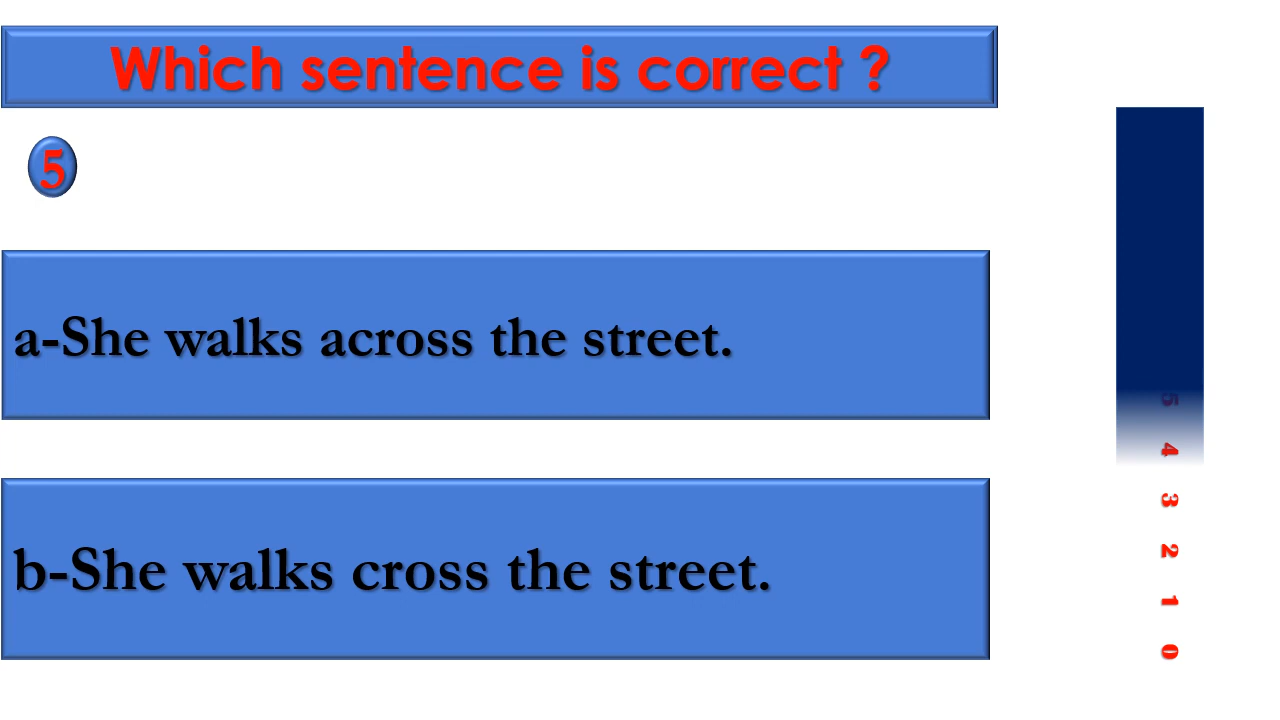 Which sentence is correct ?
5
a-She walks across the street.
b-She walks cross the street.
5 4 3 2 1 0